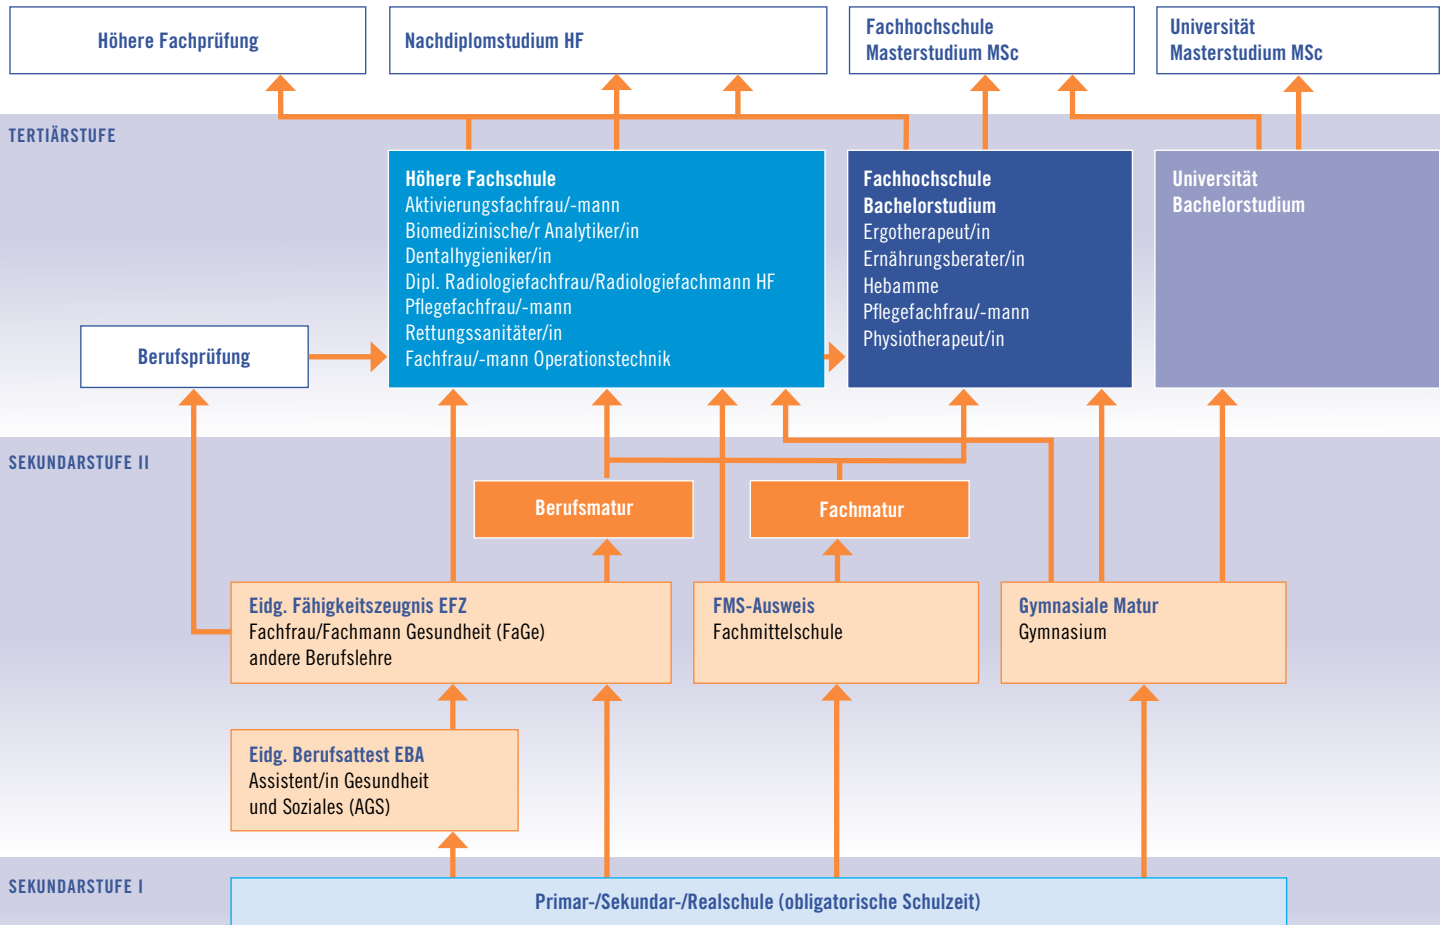 Höhere Fachprüfung
Nachdiplomstudium HF
Fachhochschule
Masterstudium MSc
Universität
Masterstudium MSc
TERTIÄRSTUFE
Höhere Fachschule
Aktivierungsfachfrau/-mann
Biomedizinische/r Analytiker/in
Dentalhygieniker/in
Dipl. Radiologiefachfrau/Radiologiefachmann HF
Pflegefachfrau/-mann
Rettungssanitäter/in
Fachfrau/-mann Operationstechnik
Fachhochschule
Bachelorstudium
Ergotherapeut/in
Ernährungsberater/in
Hebamme
Pflegefachfrau/-mann
Physiotherapeut/in
Universität
Bachelorstudium
Berufsprüfung
SEKUNDARSTUFE II
Berufsmatur
Fachmatur
Eidg. Fähigkeitszeugnis EFZ
Fachfrau/Fachmann Gesundheit (FaGe)
andere Berufslehre
FMS-Ausweis
Fachmittelschule
Gymnasiale Matur
Gymnasium
Eidg. Berufsattest EBA
Assistent/in Gesundheit
und Soziales (AGS)
SEKUNDARSTUFE I
Primar-/Sekundar-/Realschule (obligatorische Schulzeit)